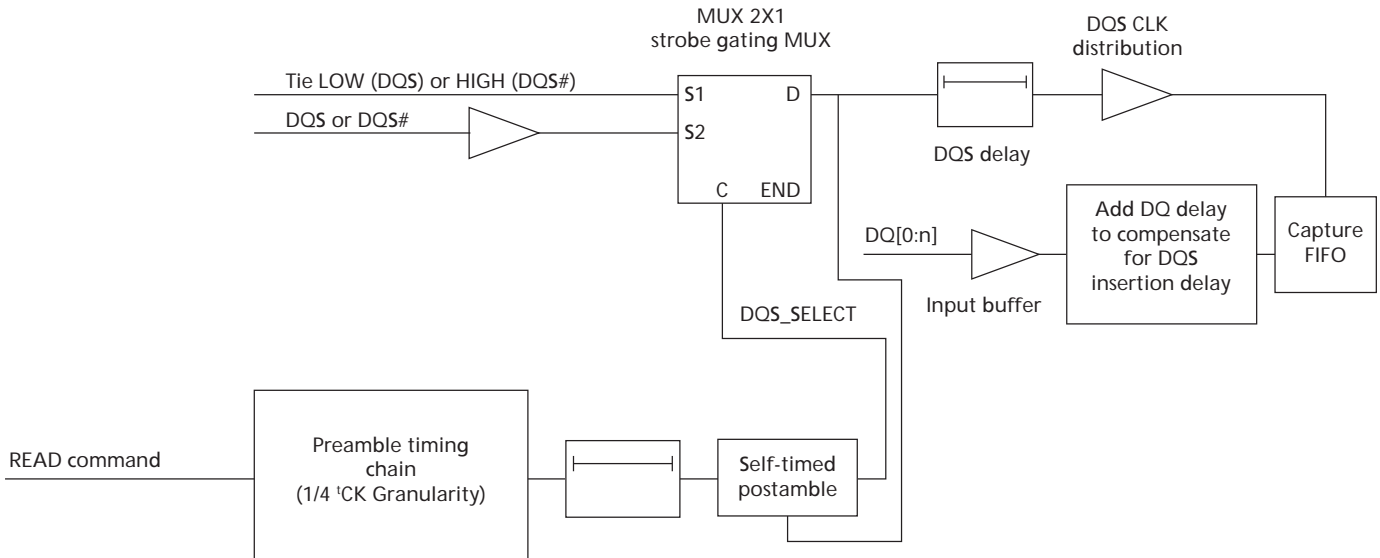 MUX 2X1
strobe gating MUX
DQS CLK
distribution
Tie LOW (DQS) or HIGH (DQS#)
S1
D
DQS or DQS#
S2
DQS delay
C
END
DQ[0:n]
Input buffer
Add DQ delay
to compensate
for DQS
insertion delay
Capture
FIFO
DQS_SELECT
READ command
Preamble timing
chain
(1/4 ᵗCK Granularity)
Self-timed
postamble